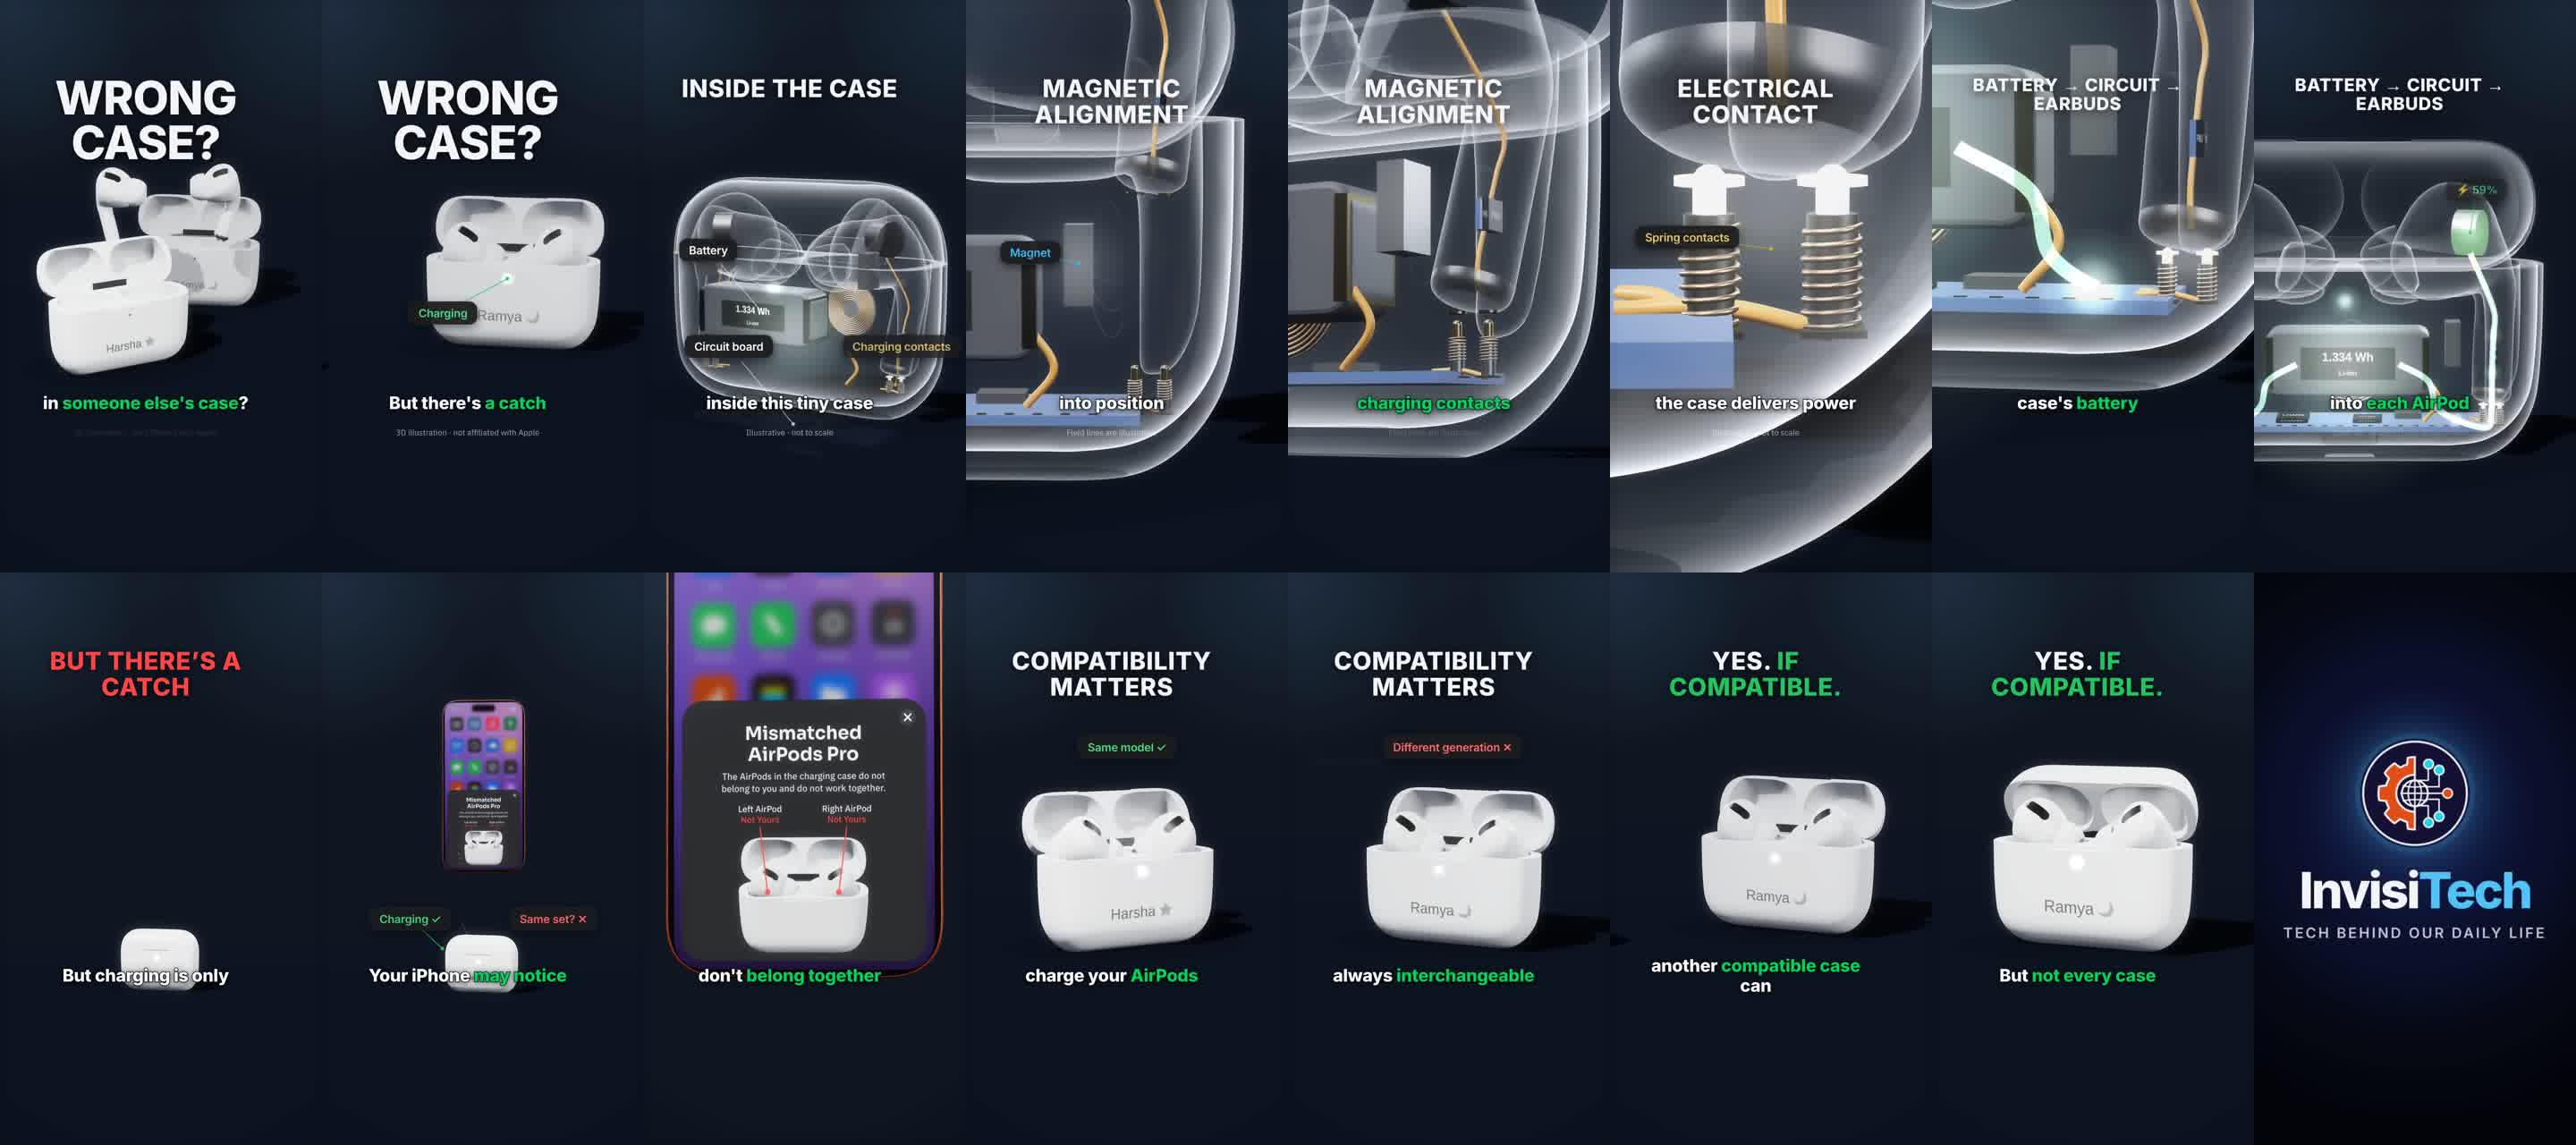 WRONG
CASE?
Harsha
in someone else's case?
WRONG
CASE?
Charging
Ramya
But there's a catch
3D illustration · not affiliated with Apple
INSIDE THE CASE
Battery
1.334 Wh
Circuit board
Charging contacts
inside this tiny case
Illustrative · not to scale
MAGNETIC
ALIGNMENT
Magnet
into position
MAGNETIC
ALIGNMENT
charging contacts
ELECTRICAL
CONTACT
Spring contacts
the case delivers power
BATTERY → CIRCUIT →
EARBUDS
case's battery
BATTERY → CIRCUIT →
EARBUDS
⚡59%
1.334 Wh
into each AirPod
BUT THERE'S A
CATCH
But charging is only
Mismatched
AirPods Pro
Charging ✓
Same set? ✕
Your iPhone may notice
Mismatched
AirPods Pro
The AirPods in the charging case do not
belong to you and do not work together.
Left AirPod
Not Yours
Right AirPod
Not Yours
don't belong together
COMPATIBILITY
MATTERS
Same model ✓
Harsha
charge your AirPods
COMPATIBILITY
MATTERS
Different generation ✕
Ramya
always interchangeable
YES. IF
COMPATIBLE.
Ramya
another compatible case
can
YES. IF
COMPATIBLE.
Ramya
But not every case
InvisiTech
TECH BEHIND OUR DAILY LIFE